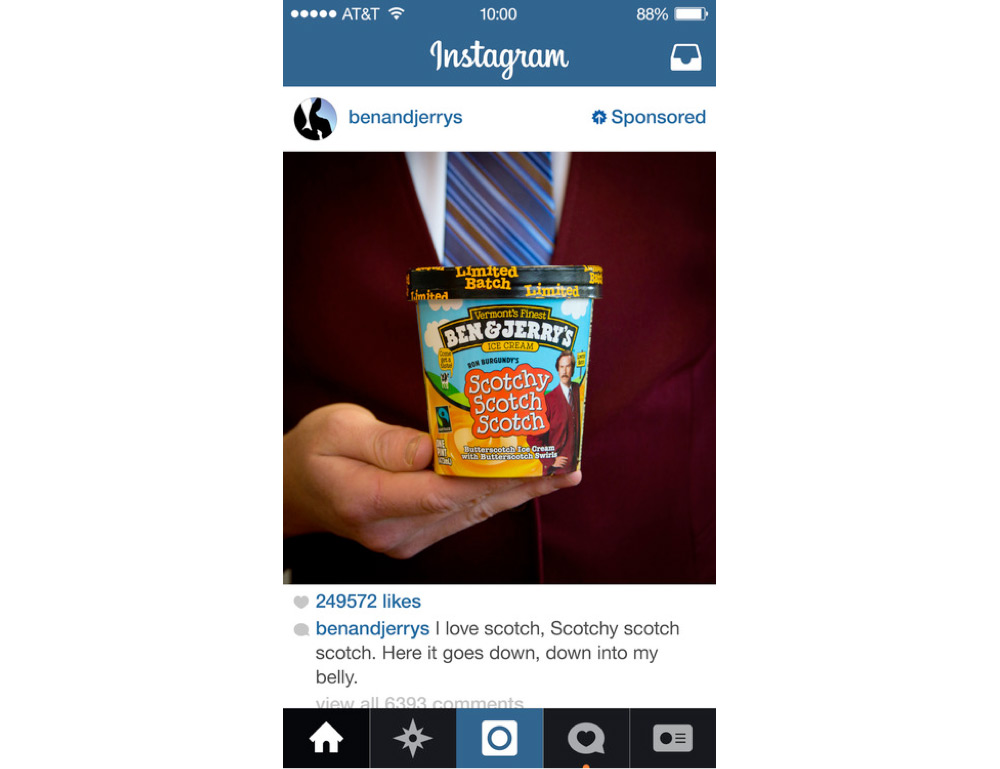 AT&T 10:00 88%
Instagram
benandjerrys Sponsored
Limited
Batch
Limited
Limited
Vermont's Finest
BEN & JERRY'S
ICE CREAM
RON BURGUNDY'S
Scotchy
Scotch
Scotch
ONE
PINT
Butterscotch Ice Cream
with Butterscotch Swirls
249572 likes
benandjerrys I love scotch, Scotchy scotch
scotch. Here it goes down, down into my
belly.
view all 6393 comments